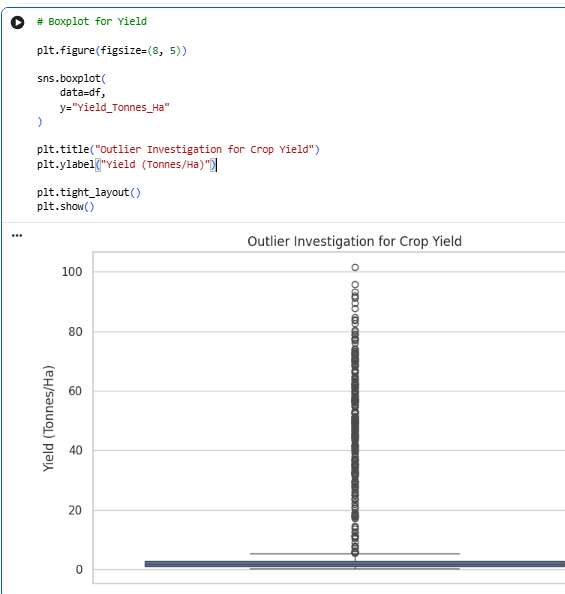 # Boxplot for Yield
plt.figure(figsize=(8, 5))
sns.boxplot(
data=df,
y="Yield_Tonnes_Ha"
)
plt.title("Outlier Investigation for Crop Yield")
plt.ylabel("Yield (Tonnes/Ha)")
plt.tight_layout()
plt.show()
Outlier Investigation for Crop Yield
100
80
60
40
20
0
Yield (Tonnes/Ha)